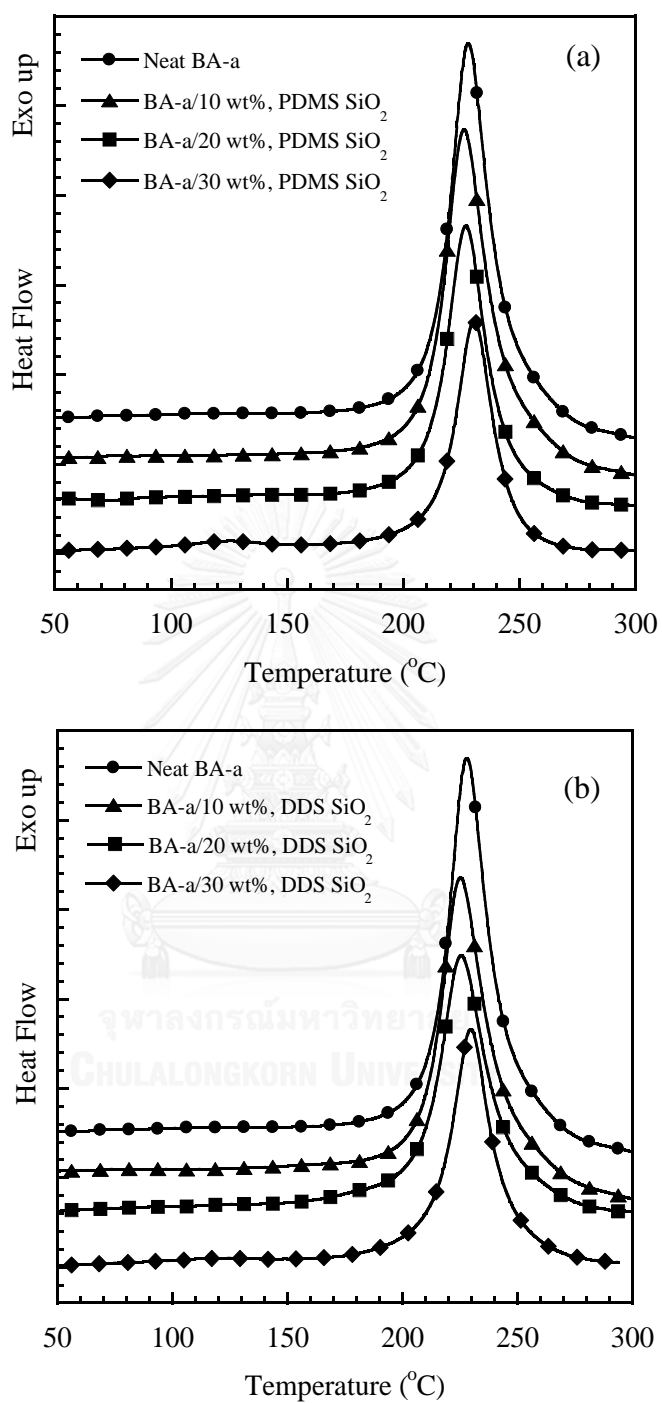 (a)
Exo up
Heat Flow
Neat BA-a
BA-a/10 wt%, PDMS SiO₂
BA-a/20 wt%, PDMS SiO₂
BA-a/30 wt%, PDMS SiO₂
50 100 150 200 250 300
Temperature (°C)
(b)
Exo up
Heat Flow
Neat BA-a
BA-a/10 wt%, DDS SiO₂
BA-a/20 wt%, DDS SiO₂
BA-a/30 wt%, DDS SiO₂
จุฬาลงกรณ์มหาวิทยาลัย
CHULALONGKORN UNIVERSIT
50 100 150 200 250 300
Temperature (°C)